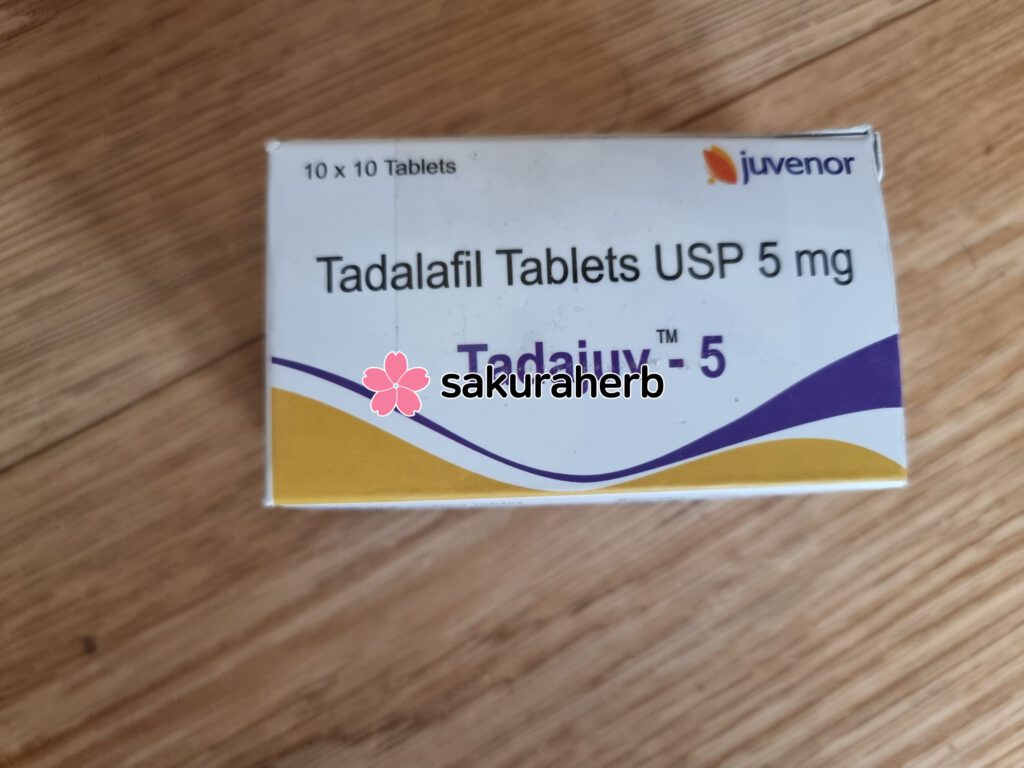 10 x 10 Tablets
juvenor
Tadalafil Tablets USP 5 mg
Tadajuv™- 5
sakuraherb